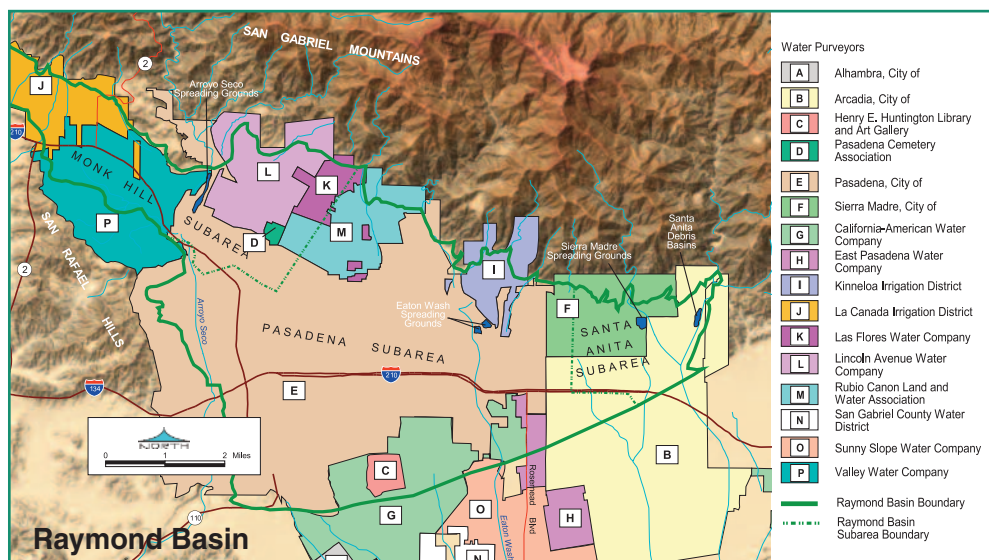 SAN GABRIEL MOUNTAINS
2
J
Arroyo Seco
Spreading Grounds
210
MONK HILL
SUBAREA
L
K
P
D
M
SAN RAFAEL
HILLS
2
I
Sierra Madre
Spreading Grounds
Santa
Anita
Debris
Basins
F
Eaton Wash
Spreading
Grounds
SANTA
ANITA
SUBAREA
Arroyo Seco
PASADENA SUBAREA
210
134
E
NORTH
0 1 2 Miles
C
B
Rosemead
Blvd
G
O
H
Eaton Wash
N
110
Raymond Basin
Water Purveyors
A Alhambra, City of
B Arcadia, City of
C Henry E. Huntington Library
and Art Gallery
D Pasadena Cemetery
Association
E Pasadena, City of
F Sierra Madre, City of
G California-American Water
Company
H East Pasadena Water
Company
I Kinneloa Irrigation District
J La Canada Irrigation District
K Las Flores Water Company
L Lincoln Avenue Water
Company
M Rubio Canon Land and
Water Association
N San Gabriel County Water
District
O Sunny Slope Water Company
P Valley Water Company
Raymond Basin Boundary
Raymond Basin
Subarea Boundary